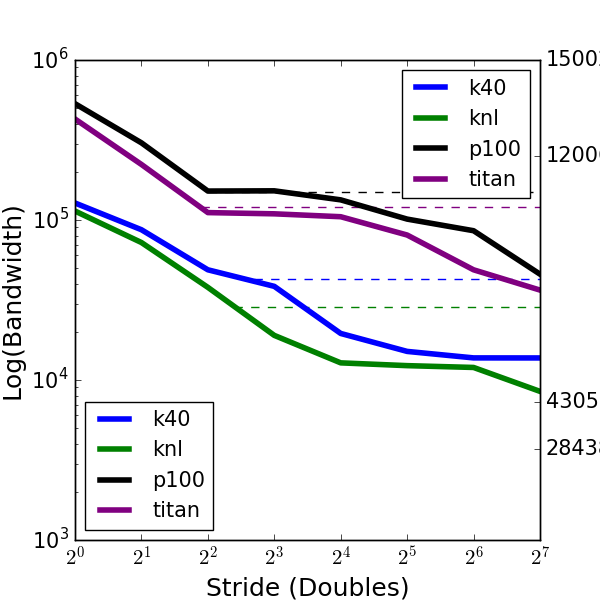 10^6
10^5
10^4
10^3
Log(Bandwidth)
k40
knl
p100
titan
k40
knl
p100
titan
4305
28438
2^0 2^1 2^2 2^3 2^4 2^5 2^6 2^7
Stride (Doubles)